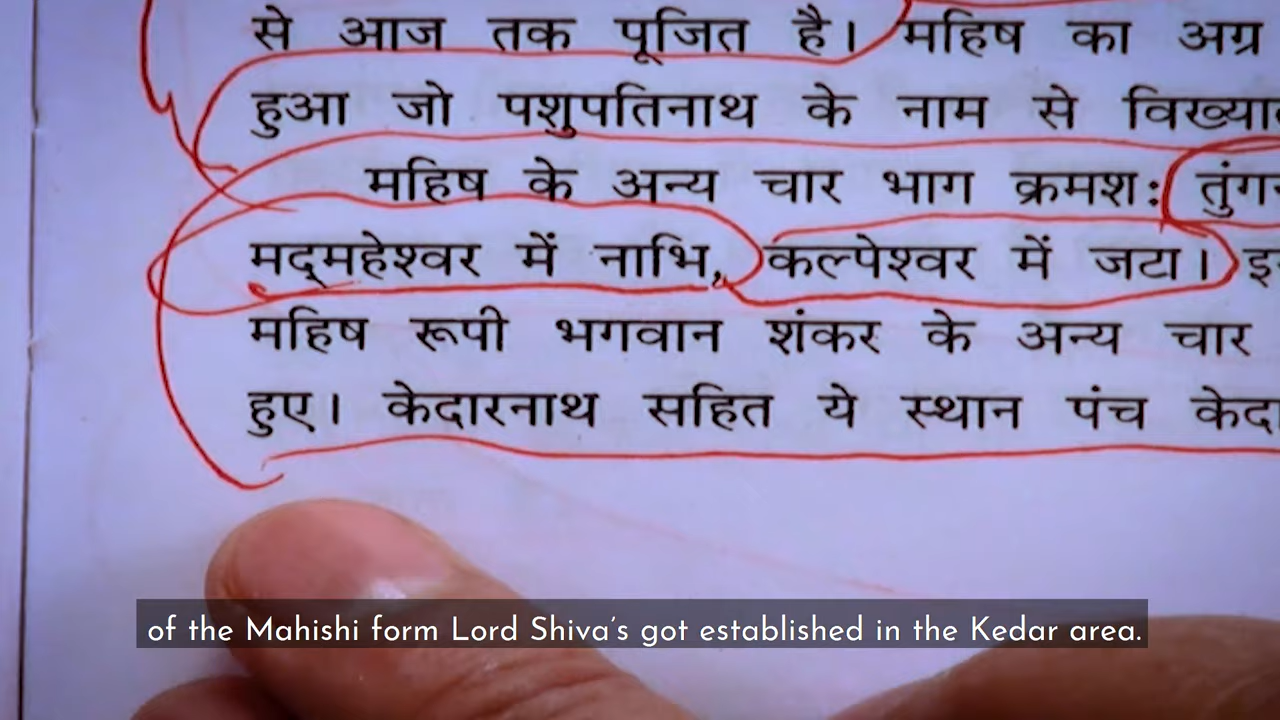 से आज तक पूजित है। महिष का अग्र
हुआ जो पशुपतिनाथ के नाम से
महिष के अन्य चार भाग क्रमश:
मद्महेश्वर में नाभि, कल्पेश्वर में जटा।
महिष रूपी भगवान शंकर के अन्य चार
हुए। केदारनाथ सहित ये स्थान पंच
of the Mahishi form Lord Shiva's got established in the Kedar area.